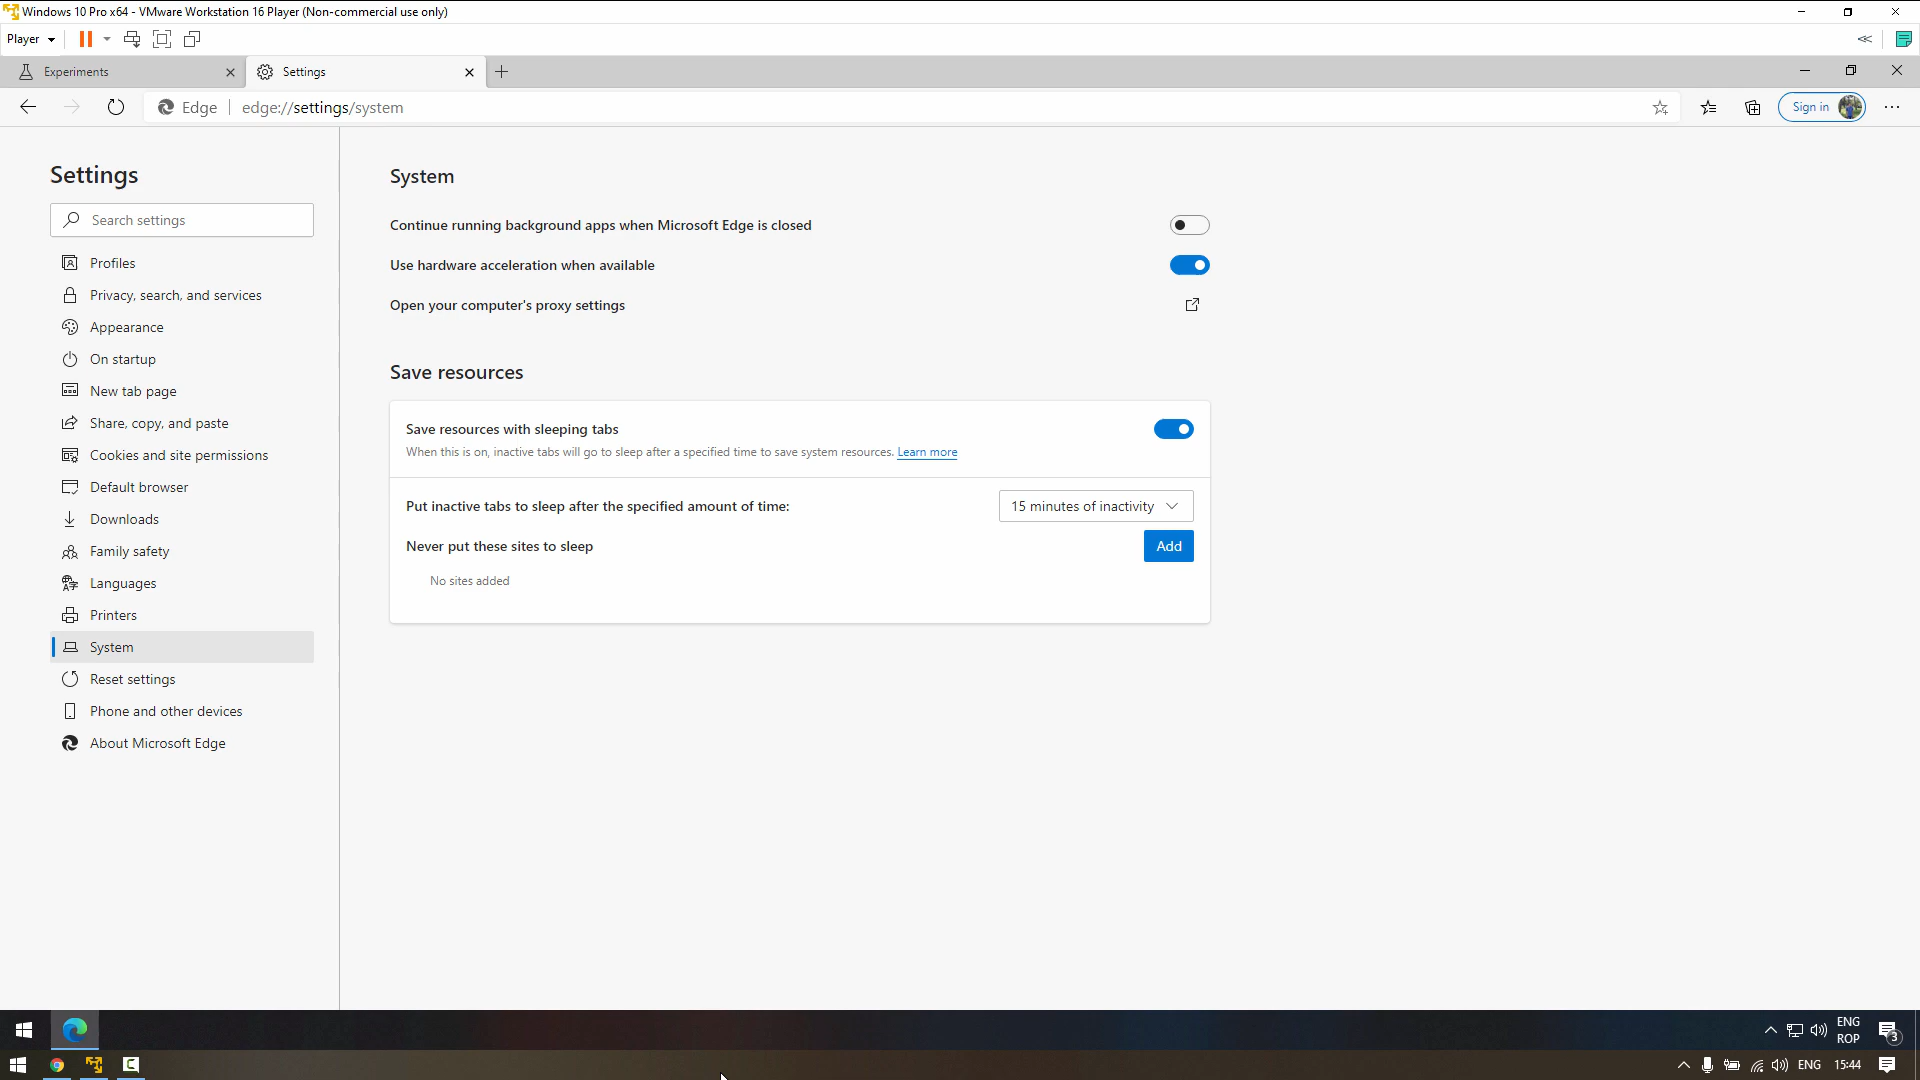 Windows 10 Pro x64 - VMware Workstation 16 Player (Non-commercial use only)
Player
Experiments
Settings
Edge
edge://settings/system
Sign in
Settings
Search settings
Profiles
Privacy, search, and services
Appearance
On startup
New tab page
Share, copy, and paste
Cookies and site permissions
Default browser
Downloads
Family safety
Languages
Printers
System
Reset settings
Phone and other devices
About Microsoft Edge
System
Continue running background apps when Microsoft Edge is closed
Use hardware acceleration when available
Open your computer's proxy settings
Save resources
Save resources with sleeping tabs
When this is on, inactive tabs will go to sleep after a specified time to save system resources. Learn more
Put inactive tabs to sleep after the specified amount of time:
15 minutes of inactivity
Never put these sites to sleep
Add
No sites added
ENG
ROP
3
ENG
15:44